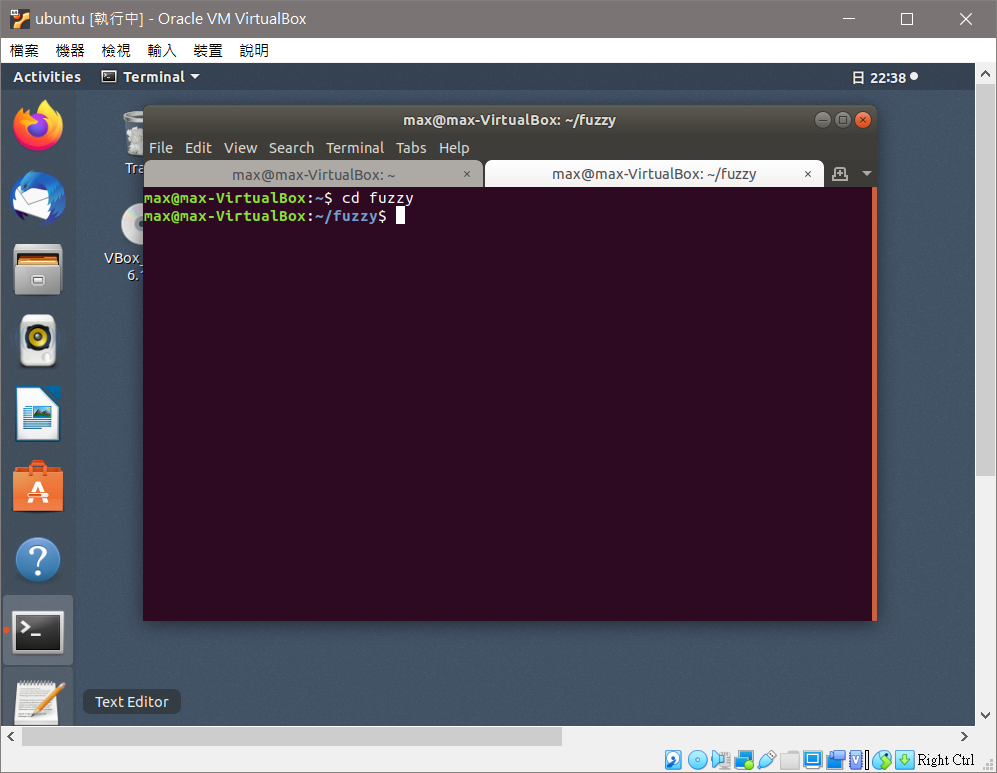 ubuntu [執行中] - Oracle VM VirtualBox
檔案 機器 檢視 輸入 裝置 說明
Activities Terminal 日 22:38
max@max-VirtualBox: ~/fuzzy
File Edit View Search Terminal Tabs Help
max@max-VirtualBox: ~ × max@max-VirtualBox: ~/fuzzy ×
max@max-VirtualBox:~$ cd fuzzy
max@max-VirtualBox:~/fuzzy$
Tra
VBox_
6.1
Text Editor
Right Ctrl